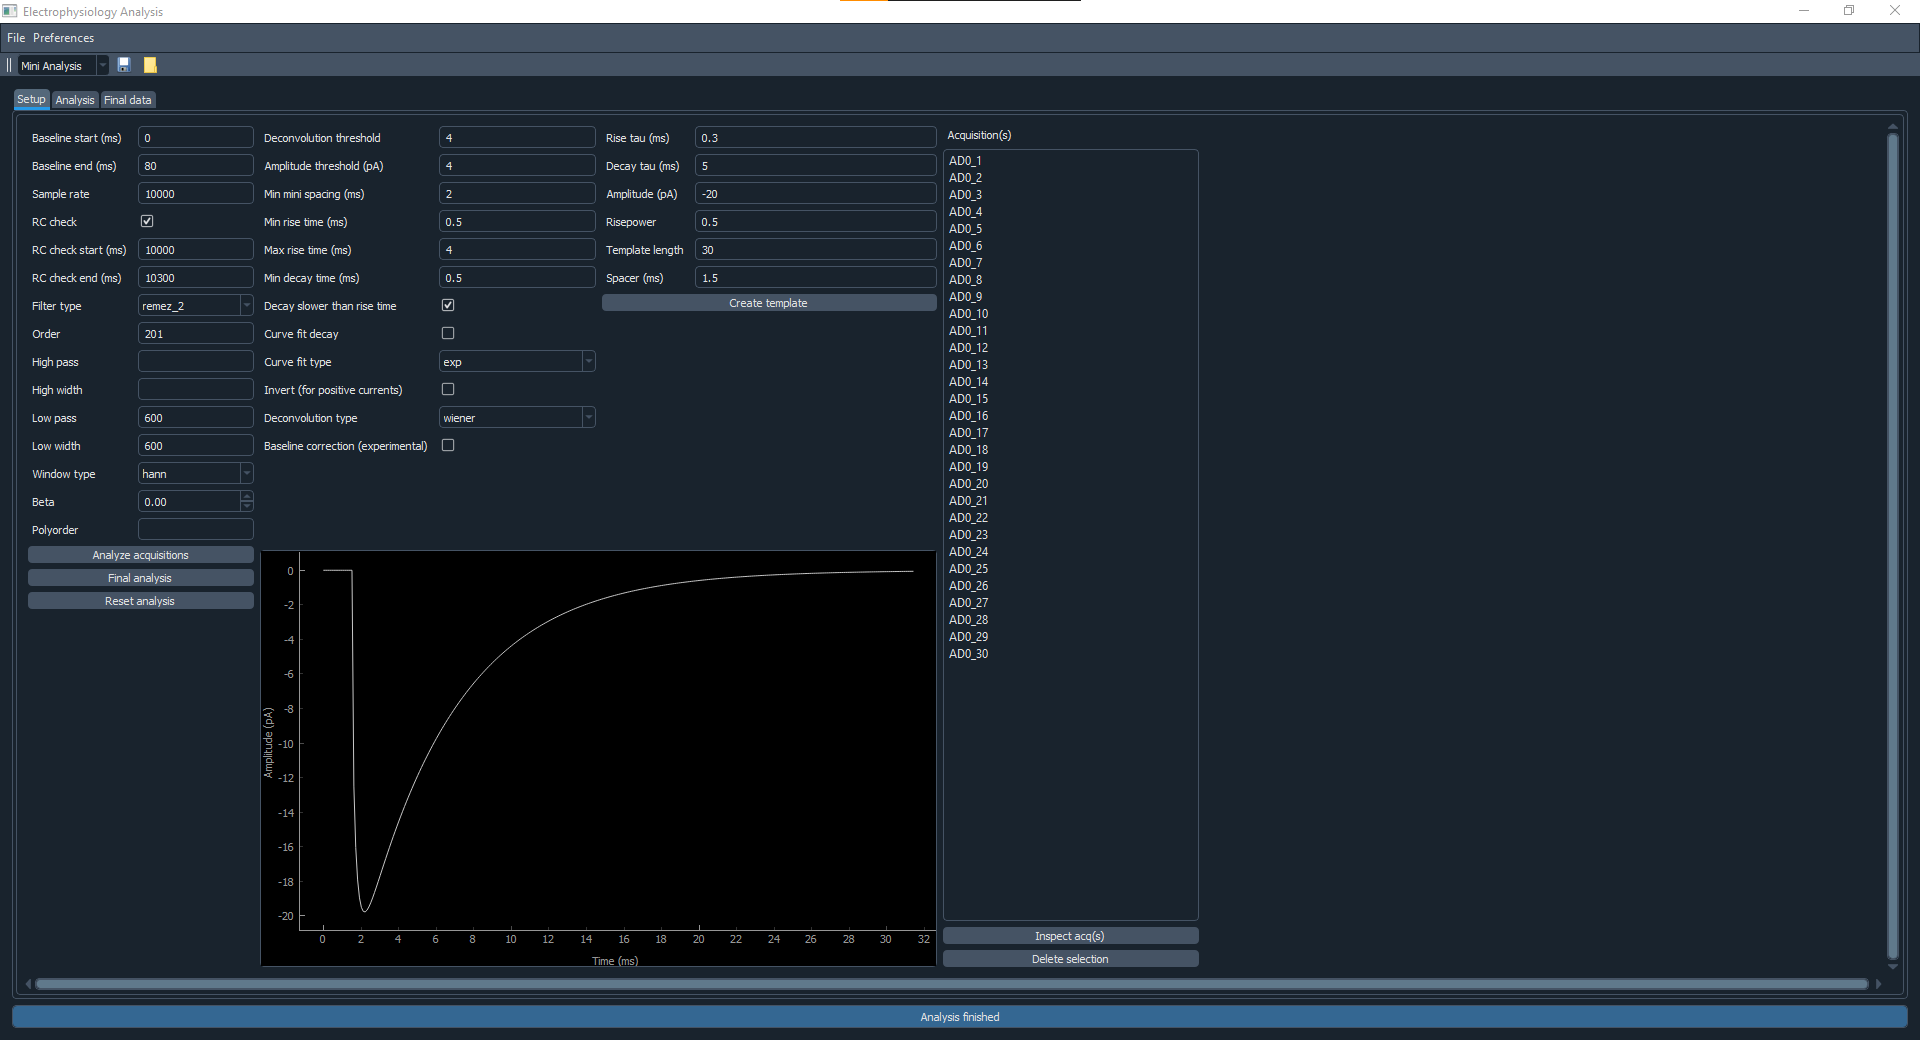 Electrophysiology Analysis
File Preferences
Mini Analysis
Setup Analysis Final data
Baseline start (ms) 0
Baseline end (ms) 80
Sample rate 10000
RC check
RC check start (ms) 10000
RC check end (ms) 10300
Filter type remez_2
Order 201
High pass
High width
Low pass 600
Low width 600
Window type hann
Beta 0.00
Polyorder
Analyze acquisitions
Final analysis
Reset analysis
Deconvolution threshold 4
Amplitude threshold (pA) 4
Min mini spacing (ms) 2
Min rise time (ms) 0.5
Max rise time (ms) 4
Min decay time (ms) 0.5
Decay slower than rise time
Curve fit decay
Curve fit type exp
Invert (for positive currents)
Deconvolution type wiener
Baseline correction (experimental)
Rise tau (ms) 0.3
Decay tau (ms) 5
Amplitude (pA) -20
Risepower 0.5
Template length 30
Spacer (ms) 1.5
Create template
Amplitude (pA)
0
-2
-4
-6
-8
-10
-12
-14
-16
-18
-20
0 2 4 6 8 10 12 14 16 18 20 22 24 26 28 30 32
Time (ms)
Acquisition(s)
AD0_1
AD0_2
AD0_3
AD0_4
AD0_5
AD0_6
AD0_7
AD0_8
AD0_9
AD0_10
AD0_11
AD0_12
AD0_13
AD0_14
AD0_15
AD0_16
AD0_17
AD0_18
AD0_19
AD0_20
AD0_21
AD0_22
AD0_23
AD0_24
AD0_25
AD0_26
AD0_27
AD0_28
AD0_29
AD0_30
Inspect acq(s)
Delete selection
Analysis finished